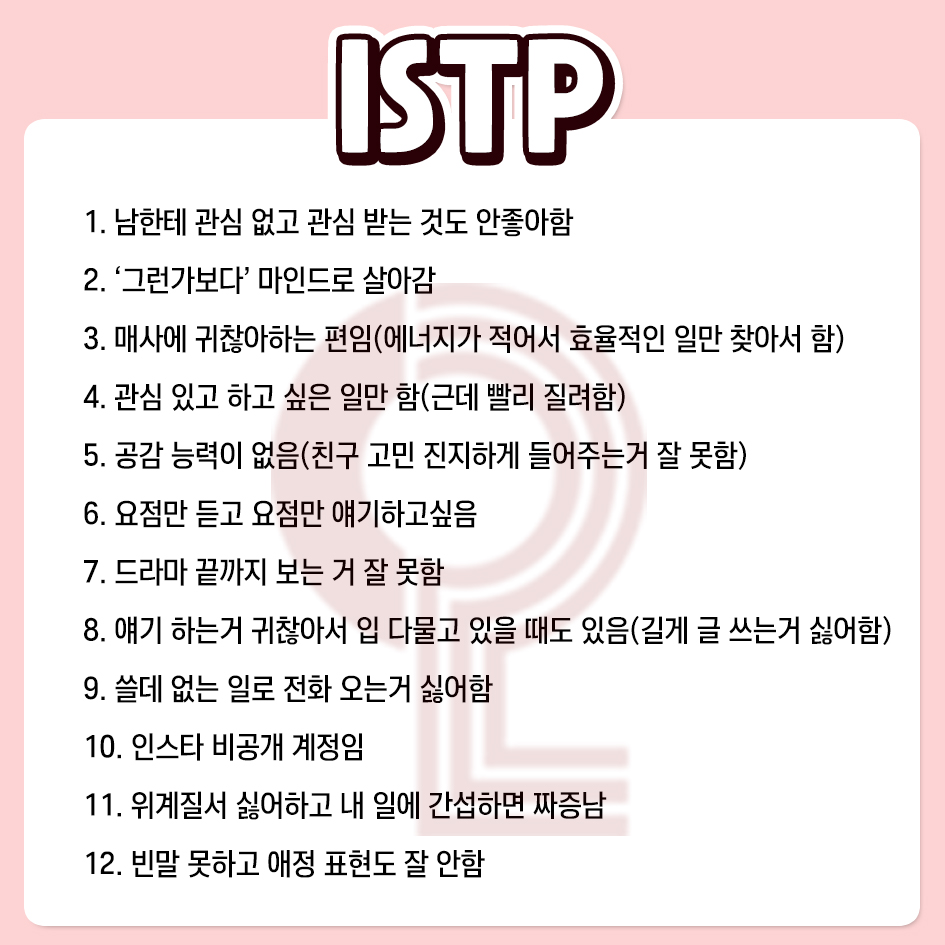 ISTP
1. 남한테 관심 없고 관심 받는 것도 안좋아함
2. ‘그런가보다’ 마인드로 살아감
3. 매사에 귀찮아하는 편임(에너지가 적어서 효율적인 일만 찾아서 함)
4. 관심 있고 하고 싶은 일만 함(근데 빨리 질려함)
5. 공감 능력이 없음(친구 고민 진지하게 들어주는거 잘 못함)
6. 요점만 듣고 요점만 얘기하고싶음
7. 드라마 끝까지 보는 거 잘 못함
8. 얘기 하는거 귀찮아서 입 다물고 있을 때도 있음(길게 글 쓰는거 싫어함)
9. 쓸데 없는 일로 전화 오는거 싫어함
10. 인스타 비공개 계정임
11. 위계질서 싫어하고 내 일에 간섭하면 짜증남
12. 빈말 못하고 애정 표현도 잘 안함